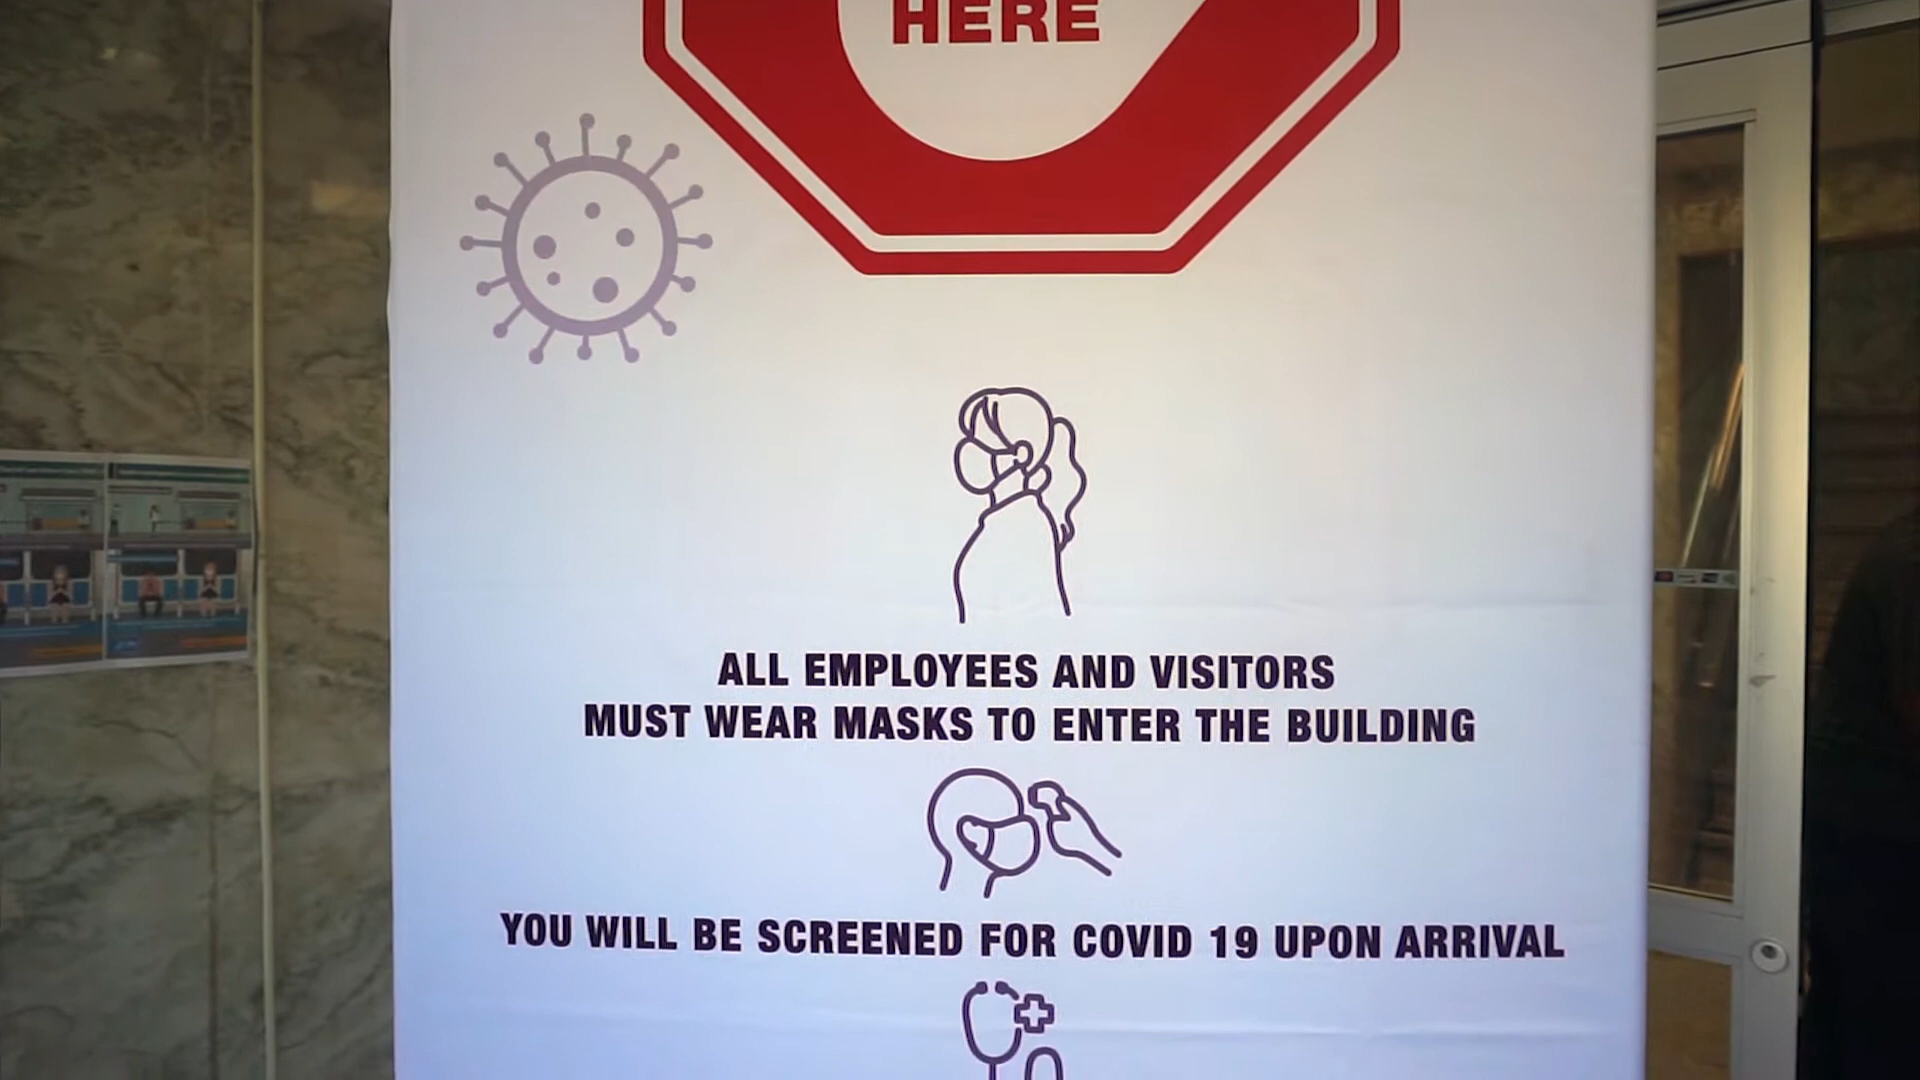 HERE
ALL EMPLOYEES AND VISITORS
MUST WEAR MASKS TO ENTER THE BUILDING
YOU WILL BE SCREENED FOR COVID 19 UPON ARRIVAL